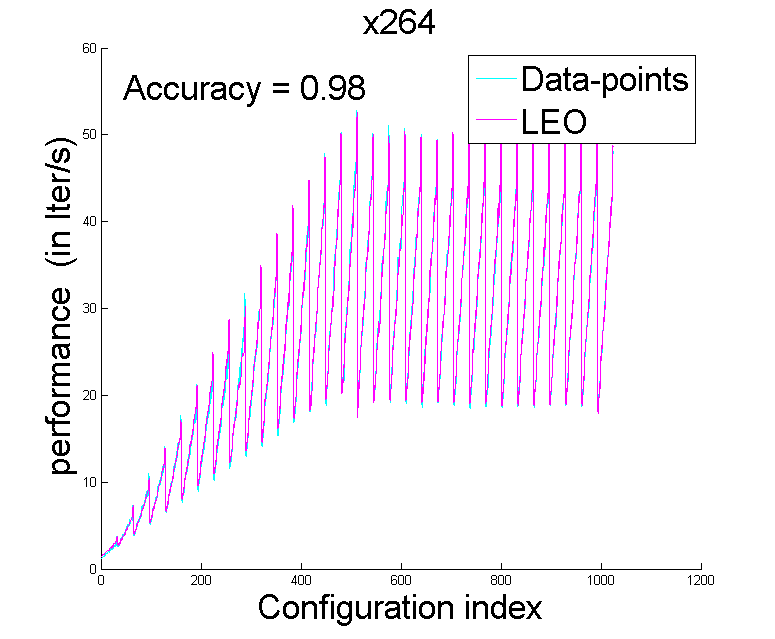 x264
Accuracy = 0.98
Data-points
LEO
performance (in Iter/s)
60
50
40
30
20
10
0
0 200 400 600 800 1000 1200
Configuration index